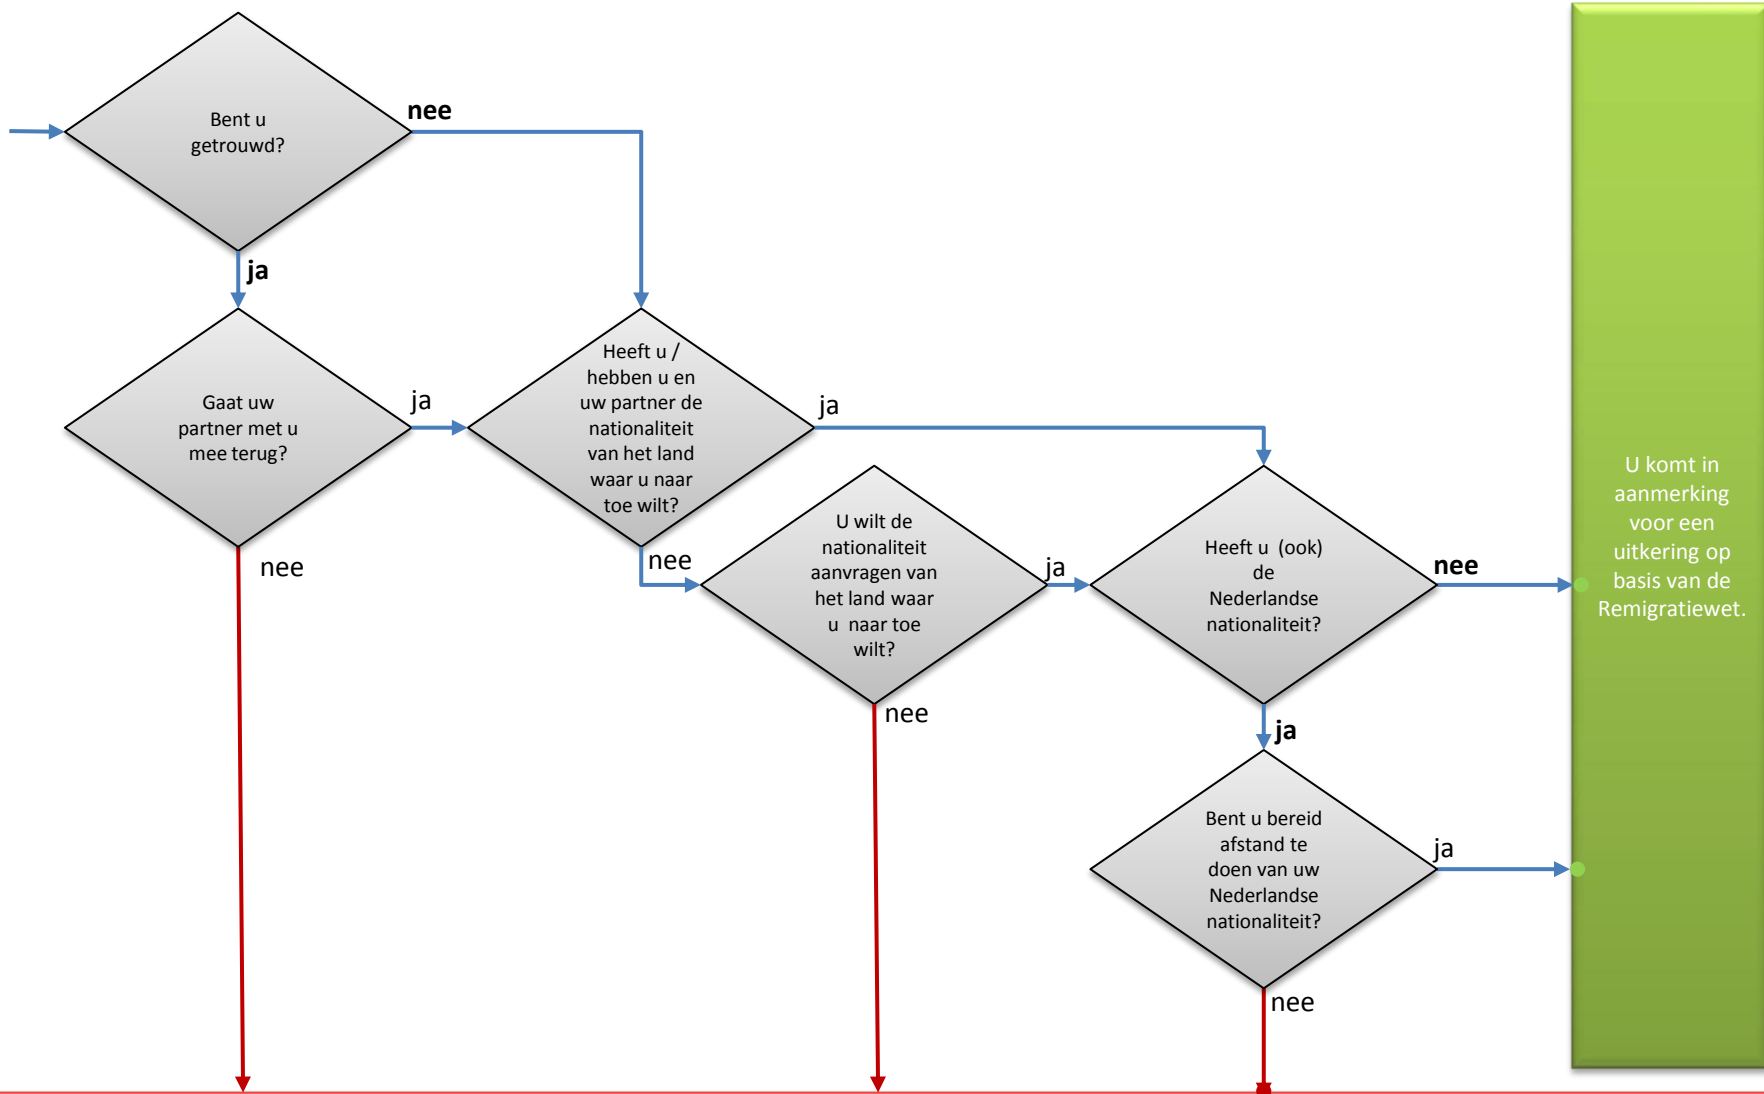 Bent u
getrouwd?
nee
ja
Gaat uw
partner met u
mee terug?
ja
nee
Heeft u /
hebben u en
uw partner de
nationaliteit
van het land
waar u naar
toe wilt?
ja
nee
U wilt de
nationaliteit
aanvragen van
het land waar
u naar toe
wilt?
ja
nee
Heeft u (ook)
de
Nederlandse
nationaliteit?
nee
ja
Bent u bereid
afstand te
doen van uw
Nederlandse
nationaliteit?
ja
nee
U komt in
aanmerking
voor een
uitkering op
basis van de
Remigratiewet.